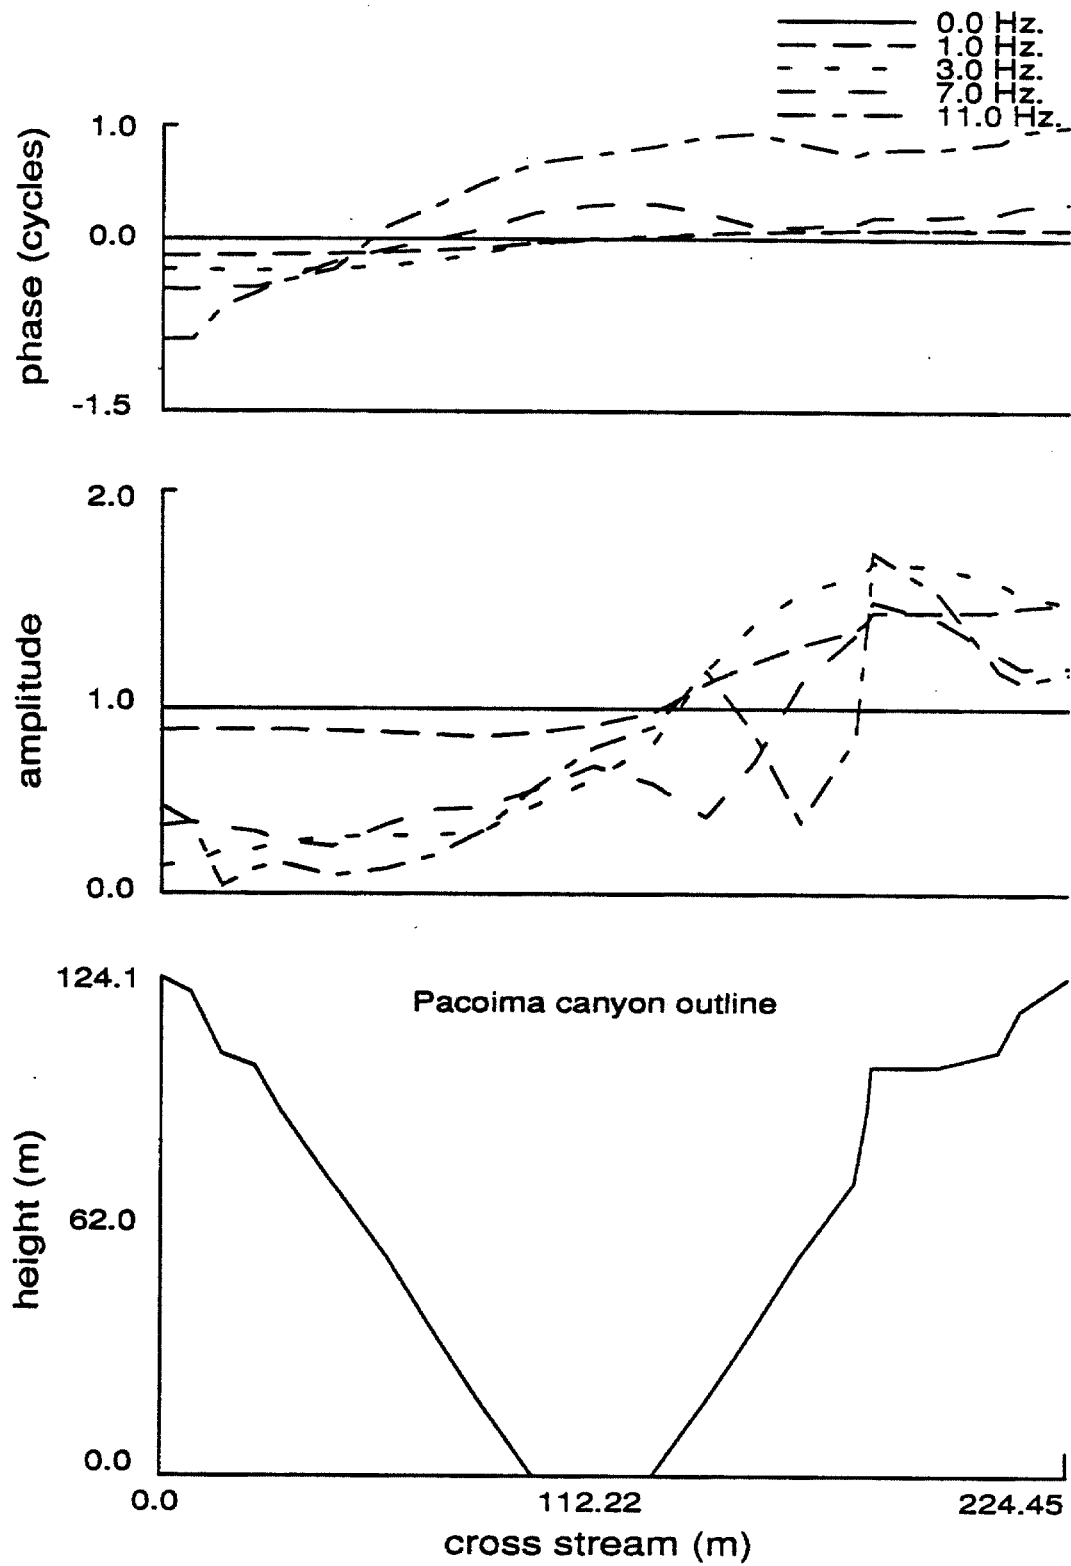 0.0 Hz.
1.0 Hz.
3.0 Hz.
7.0 Hz.
11.0 Hz.
1.0
0.0
-1.5
phase (cycles)
2.0
1.0
0.0
amplitude
124.1
62.0
0.0
height (m)
Pacoima canyon outline
0.0
112.22
224.45
cross stream (m)